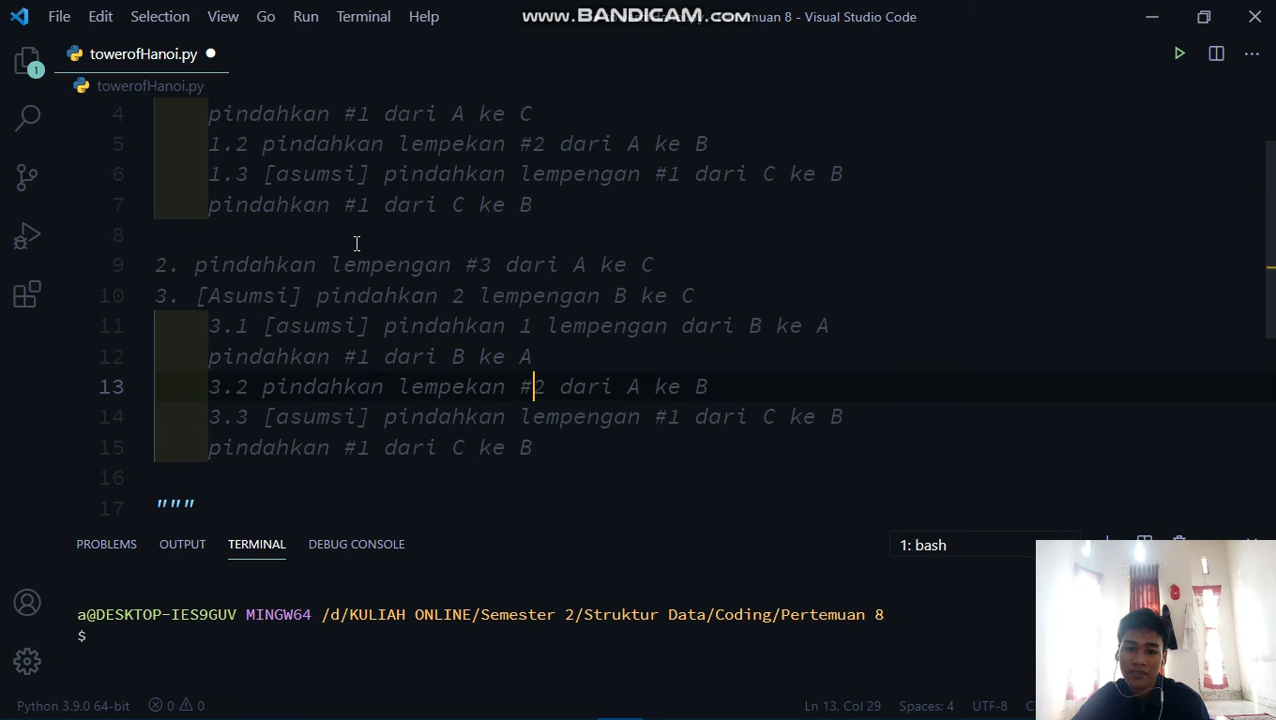 File Edit Selection View Go Run Terminal Help
www.BANDICAM.com
muan 8 - Visual Studio Code
towerofHanoi.py
1
towerofHanoi.py
4 pindahkan #1 dari A ke C
5 1.2 pindahkan lempekan #2 dari A ke B
6 1.3 [asumsi] pindahkan lempengan #1 dari C ke B
7 pindahkan #1 dari C ke B
8
9 2. pindahkan lempengan #3 dari A ke C
10 3. [Asumsi] pindahkan 2 lempengan B ke C
11 3.1 [asumsi] pindahkan 1 lempengan dari B ke A
12 pindahkan #1 dari B ke A
13 3.2 pindahkan lempekan #2 dari A ke B
14 3.3 [asumsi] pindahkan lempengan #1 dari C ke B
15 pindahkan #1 dari C ke B
16
17 """
PROBLEMS OUTPUT TERMINAL DEBUG CONSOLE
1: bash
a@DESKTOP-IES9GUV MINGW64 /d/KULIAH ONLINE/Semester 2/Struktur Data/Coding/Pertemuan 8
$
Python 3.9.0 64-bit 0 0 Ln 13, Col 29 Spaces: 4 UTF-8